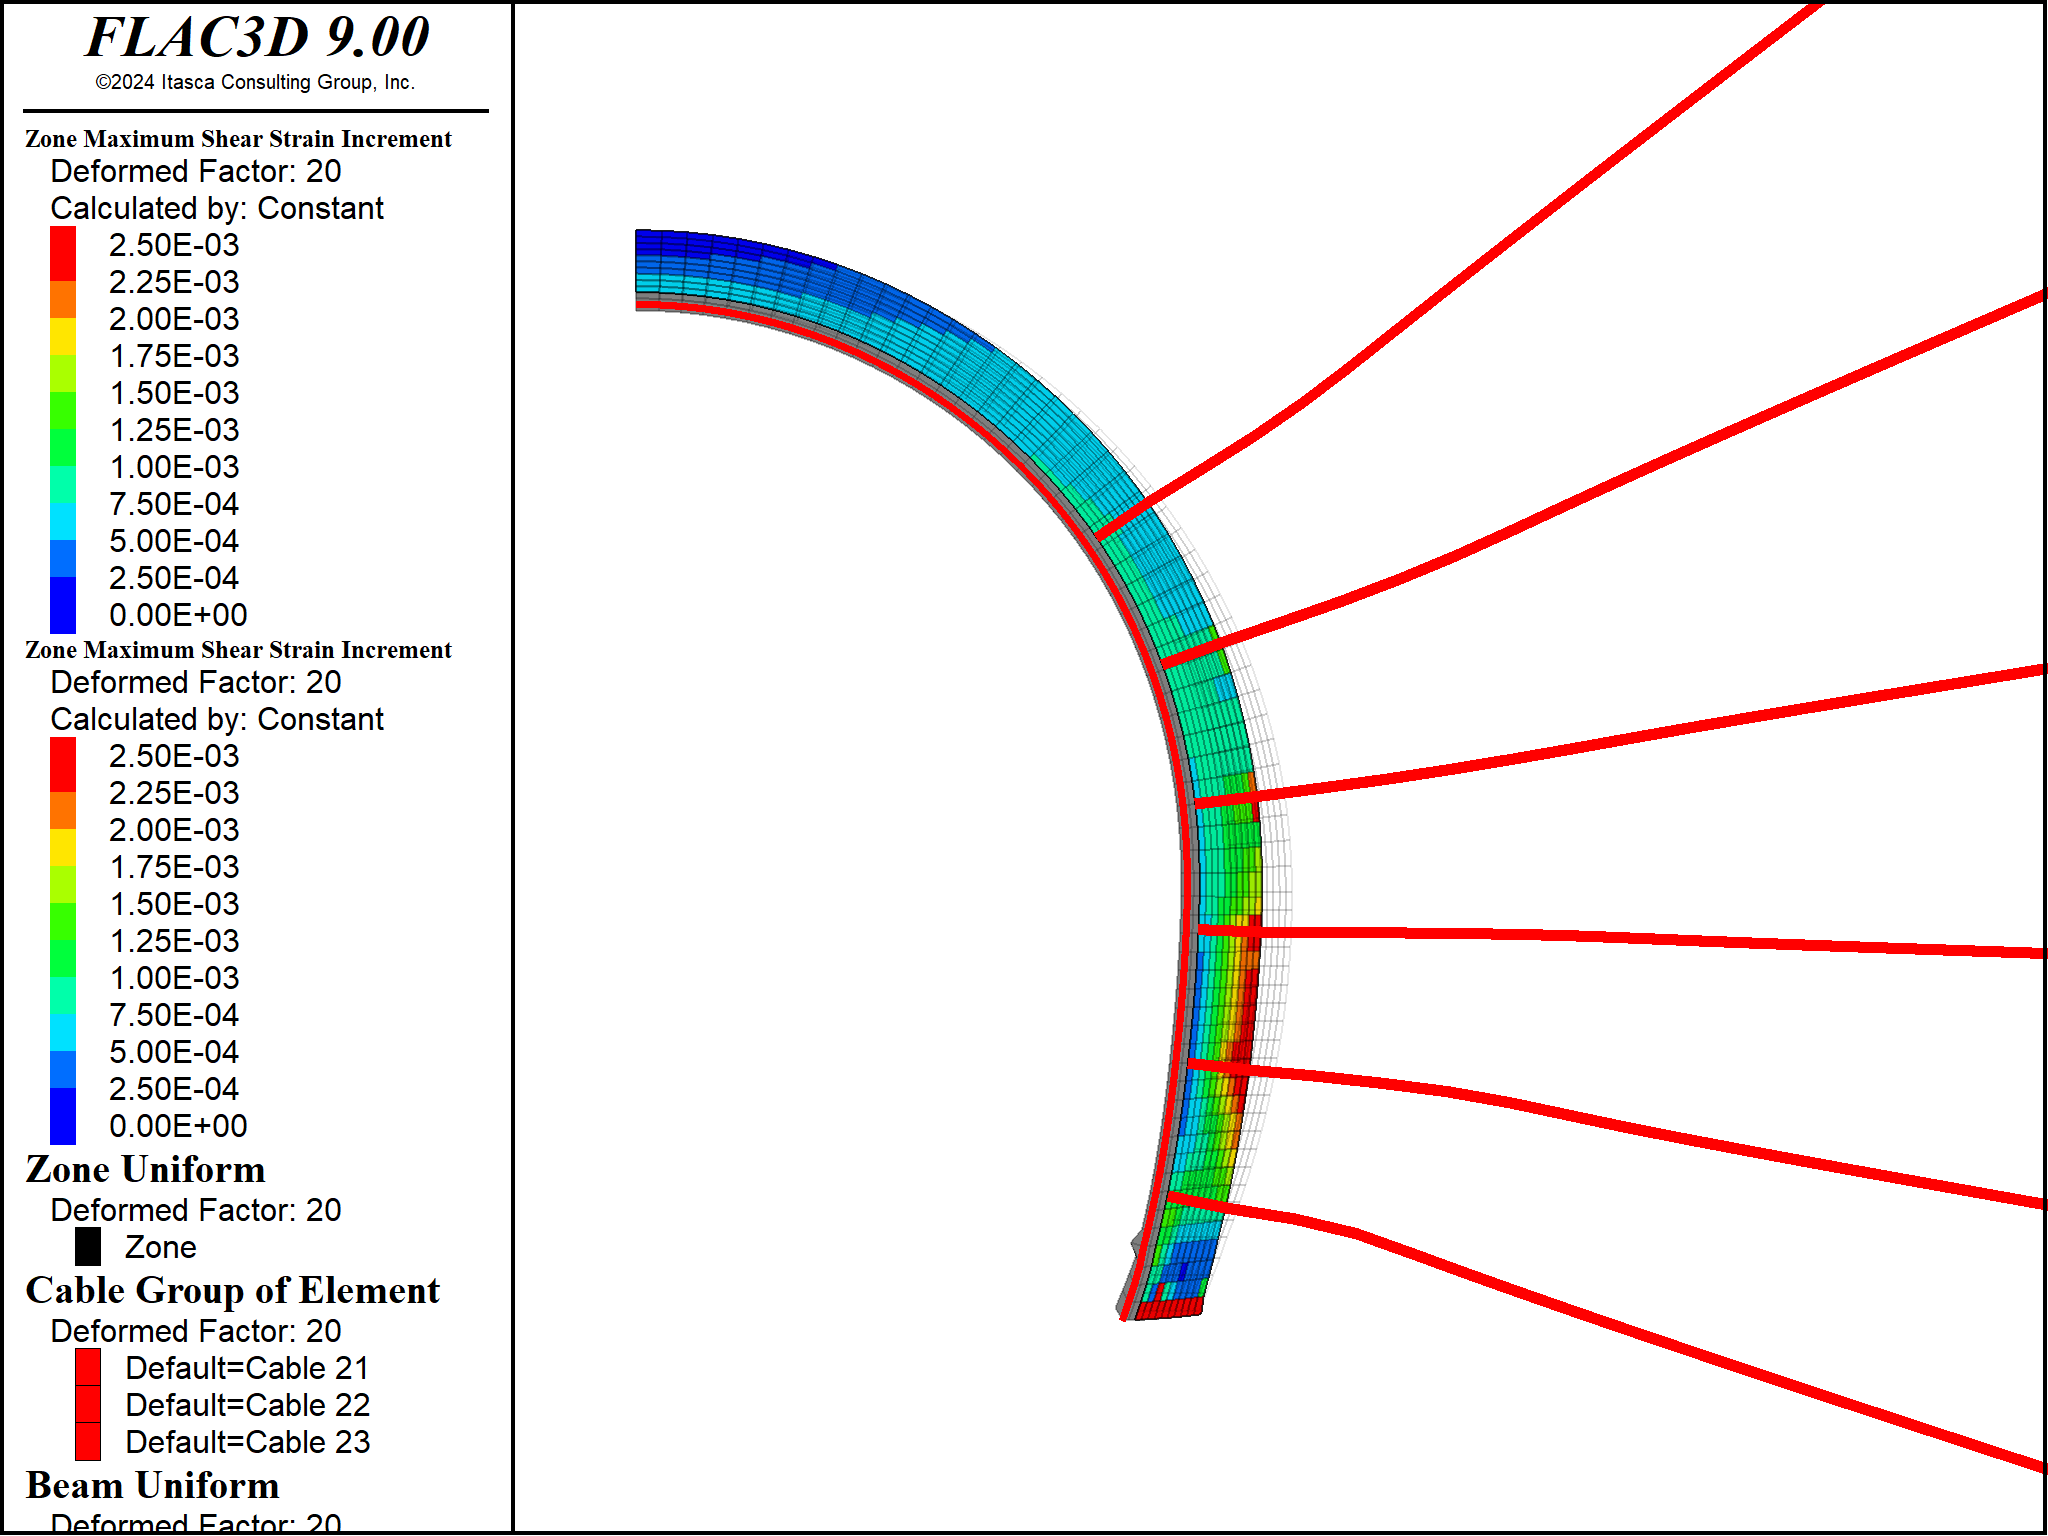 FLAC3D 9.00
©2024 Itasca Consulting Group, Inc.
Zone Maximum Shear Strain Increment
Deformed Factor: 20
Calculated by: Constant
2.50E-03
2.25E-03
2.00E-03
1.75E-03
1.50E-03
1.25E-03
1.00E-03
7.50E-04
5.00E-04
2.50E-04
0.00E+00
Zone Maximum Shear Strain Increment
Deformed Factor: 20
Calculated by: Constant
2.50E-03
2.25E-03
2.00E-03
1.75E-03
1.50E-03
1.25E-03
1.00E-03
7.50E-04
5.00E-04
2.50E-04
0.00E+00
Zone Uniform
Deformed Factor: 20
Zone
Cable Group of Element
Deformed Factor: 20
Default=Cable 21
Default=Cable 22
Default=Cable 23
Beam Uniform
Deformed Factor: 20